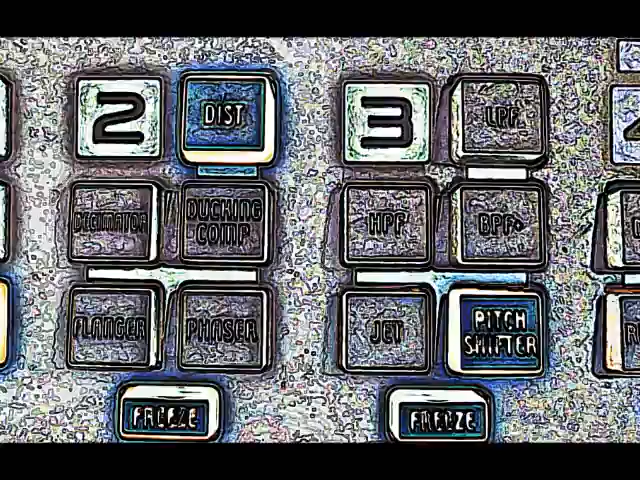 2 DIST 3 LPF
DECIMATOR DUCKING COMP HPF BPF
FLANGER PHASER JET PITCH SHIFTER
FREEZE FREEZE